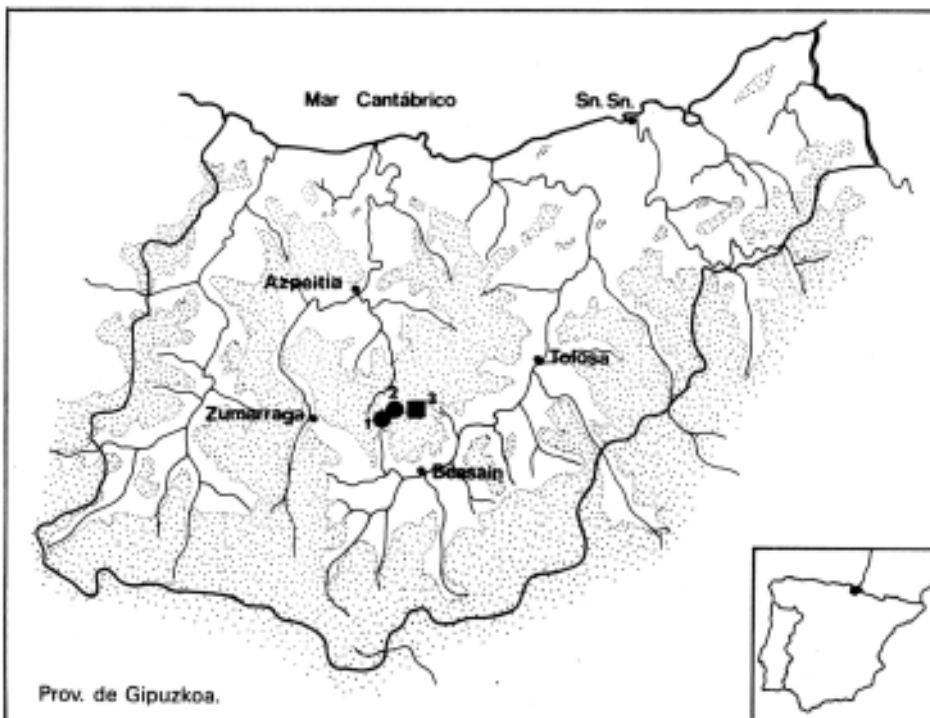 Mar Cantábrico
Sn. Sn.
Azpeitia
Tolosa
2
3
Zumarraga
1
Beasain
Prov. de Gipuzkoa.